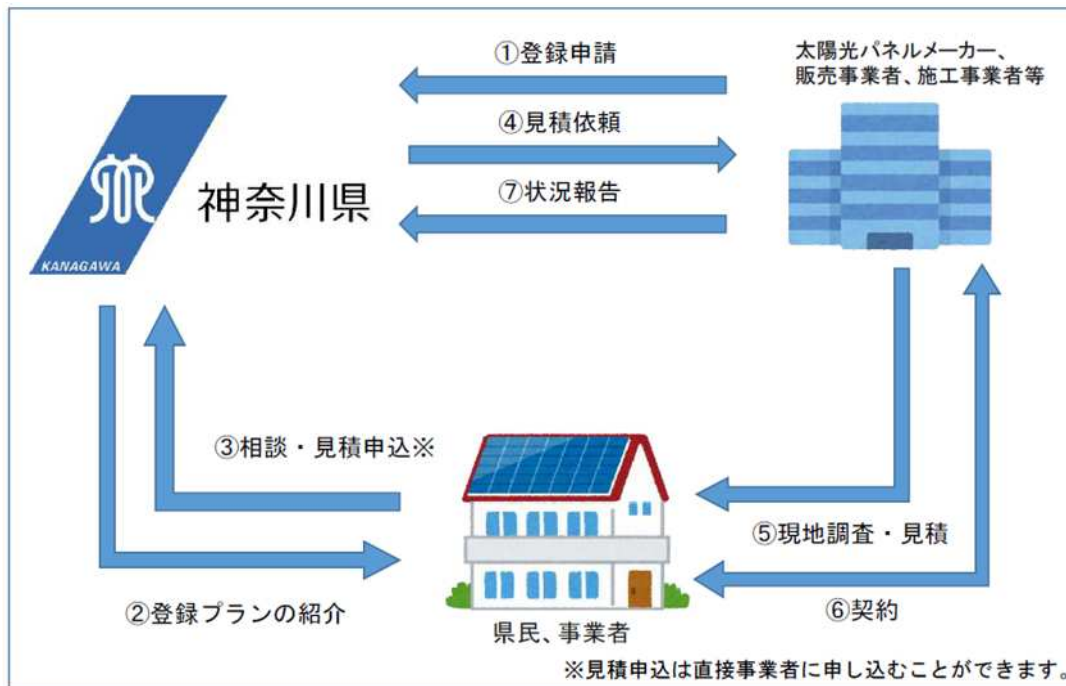 ①登録申請
太陽光パネルメーカー、
販売事業者、施工事業者等
④見積依頼
⑦状況報告
神奈川県
KANAGAWA
③相談・見積申込※
⑤現地調査・見積
②登録プランの紹介
⑥契約
県民、事業者
※見積申込は直接事業者に申し込むことができます。